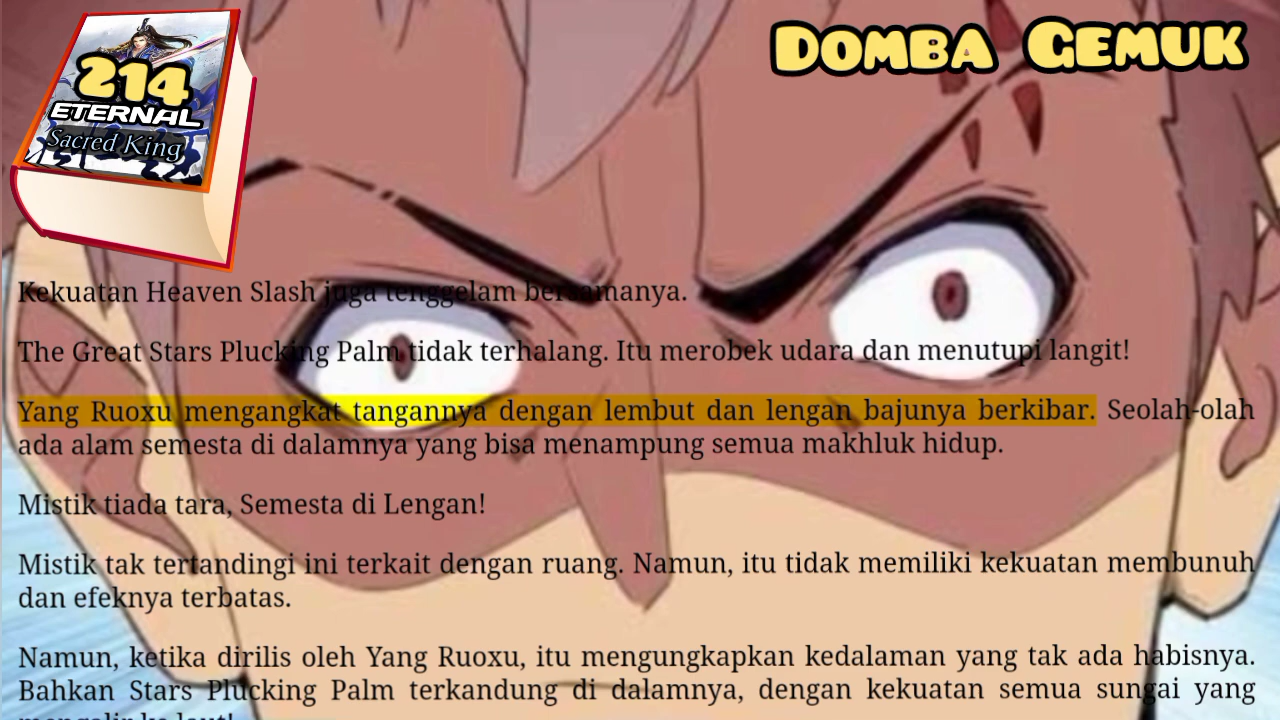 214
ETERNAL
Sacred King
DOMBA GEMUK
Kekuatan Heaven Slash juga tenggelam bersamanya.
The Great Stars Plucking Palm tidak terhalang. Itu merobek udara dan menutupi langit!
Yang Ruoxu mengangkat tangannya dengan lembut dan lengan bajunya berkibar. Seolah-olah
ada alam semesta di dalamnya yang bisa menampung semua makhluk hidup.
Mistik tiada tara, Semesta di Lengan!
Mistik tak tertandingi ini terkait dengan ruang. Namun, itu tidak memiliki kekuatan membunuh
dan efeknya terbatas.
Namun, ketika dirilis oleh Yang Ruoxu, itu mengungkapkan kedalaman yang tak ada habisnya.
Bahkan Stars Plucking Palm terkandung di dalamnya, dengan kekuatan semua sungai yang
mengalir ke laut!